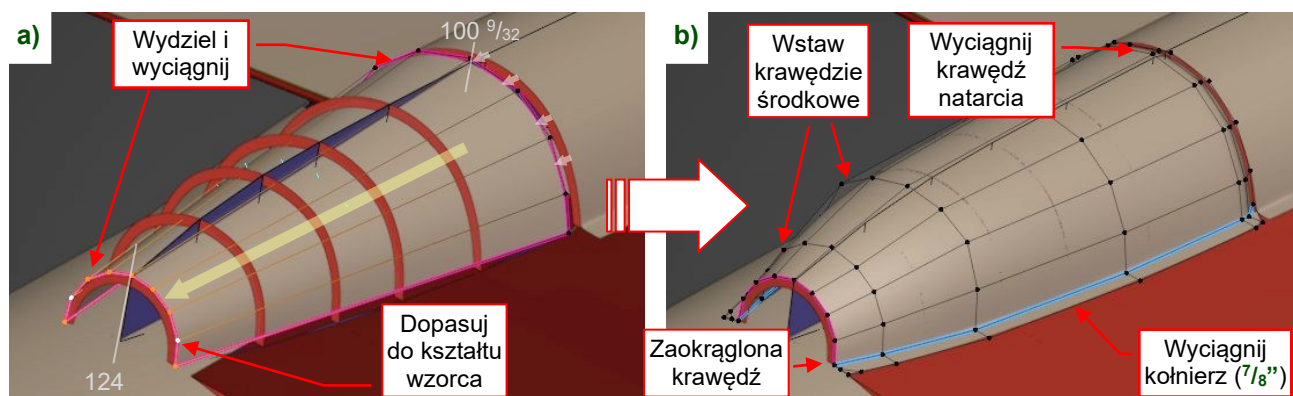 a)
Wydziel i
wyciągnij
100 9/32
124
Dopasuj
do kształtu
wzorca
b)
Wstaw
krawędzie
środkowe
Wyciągnij
krawędź
natarcia
Zaokrąglona
krawędź
Wyciągnij
kołnierz (7/8”)